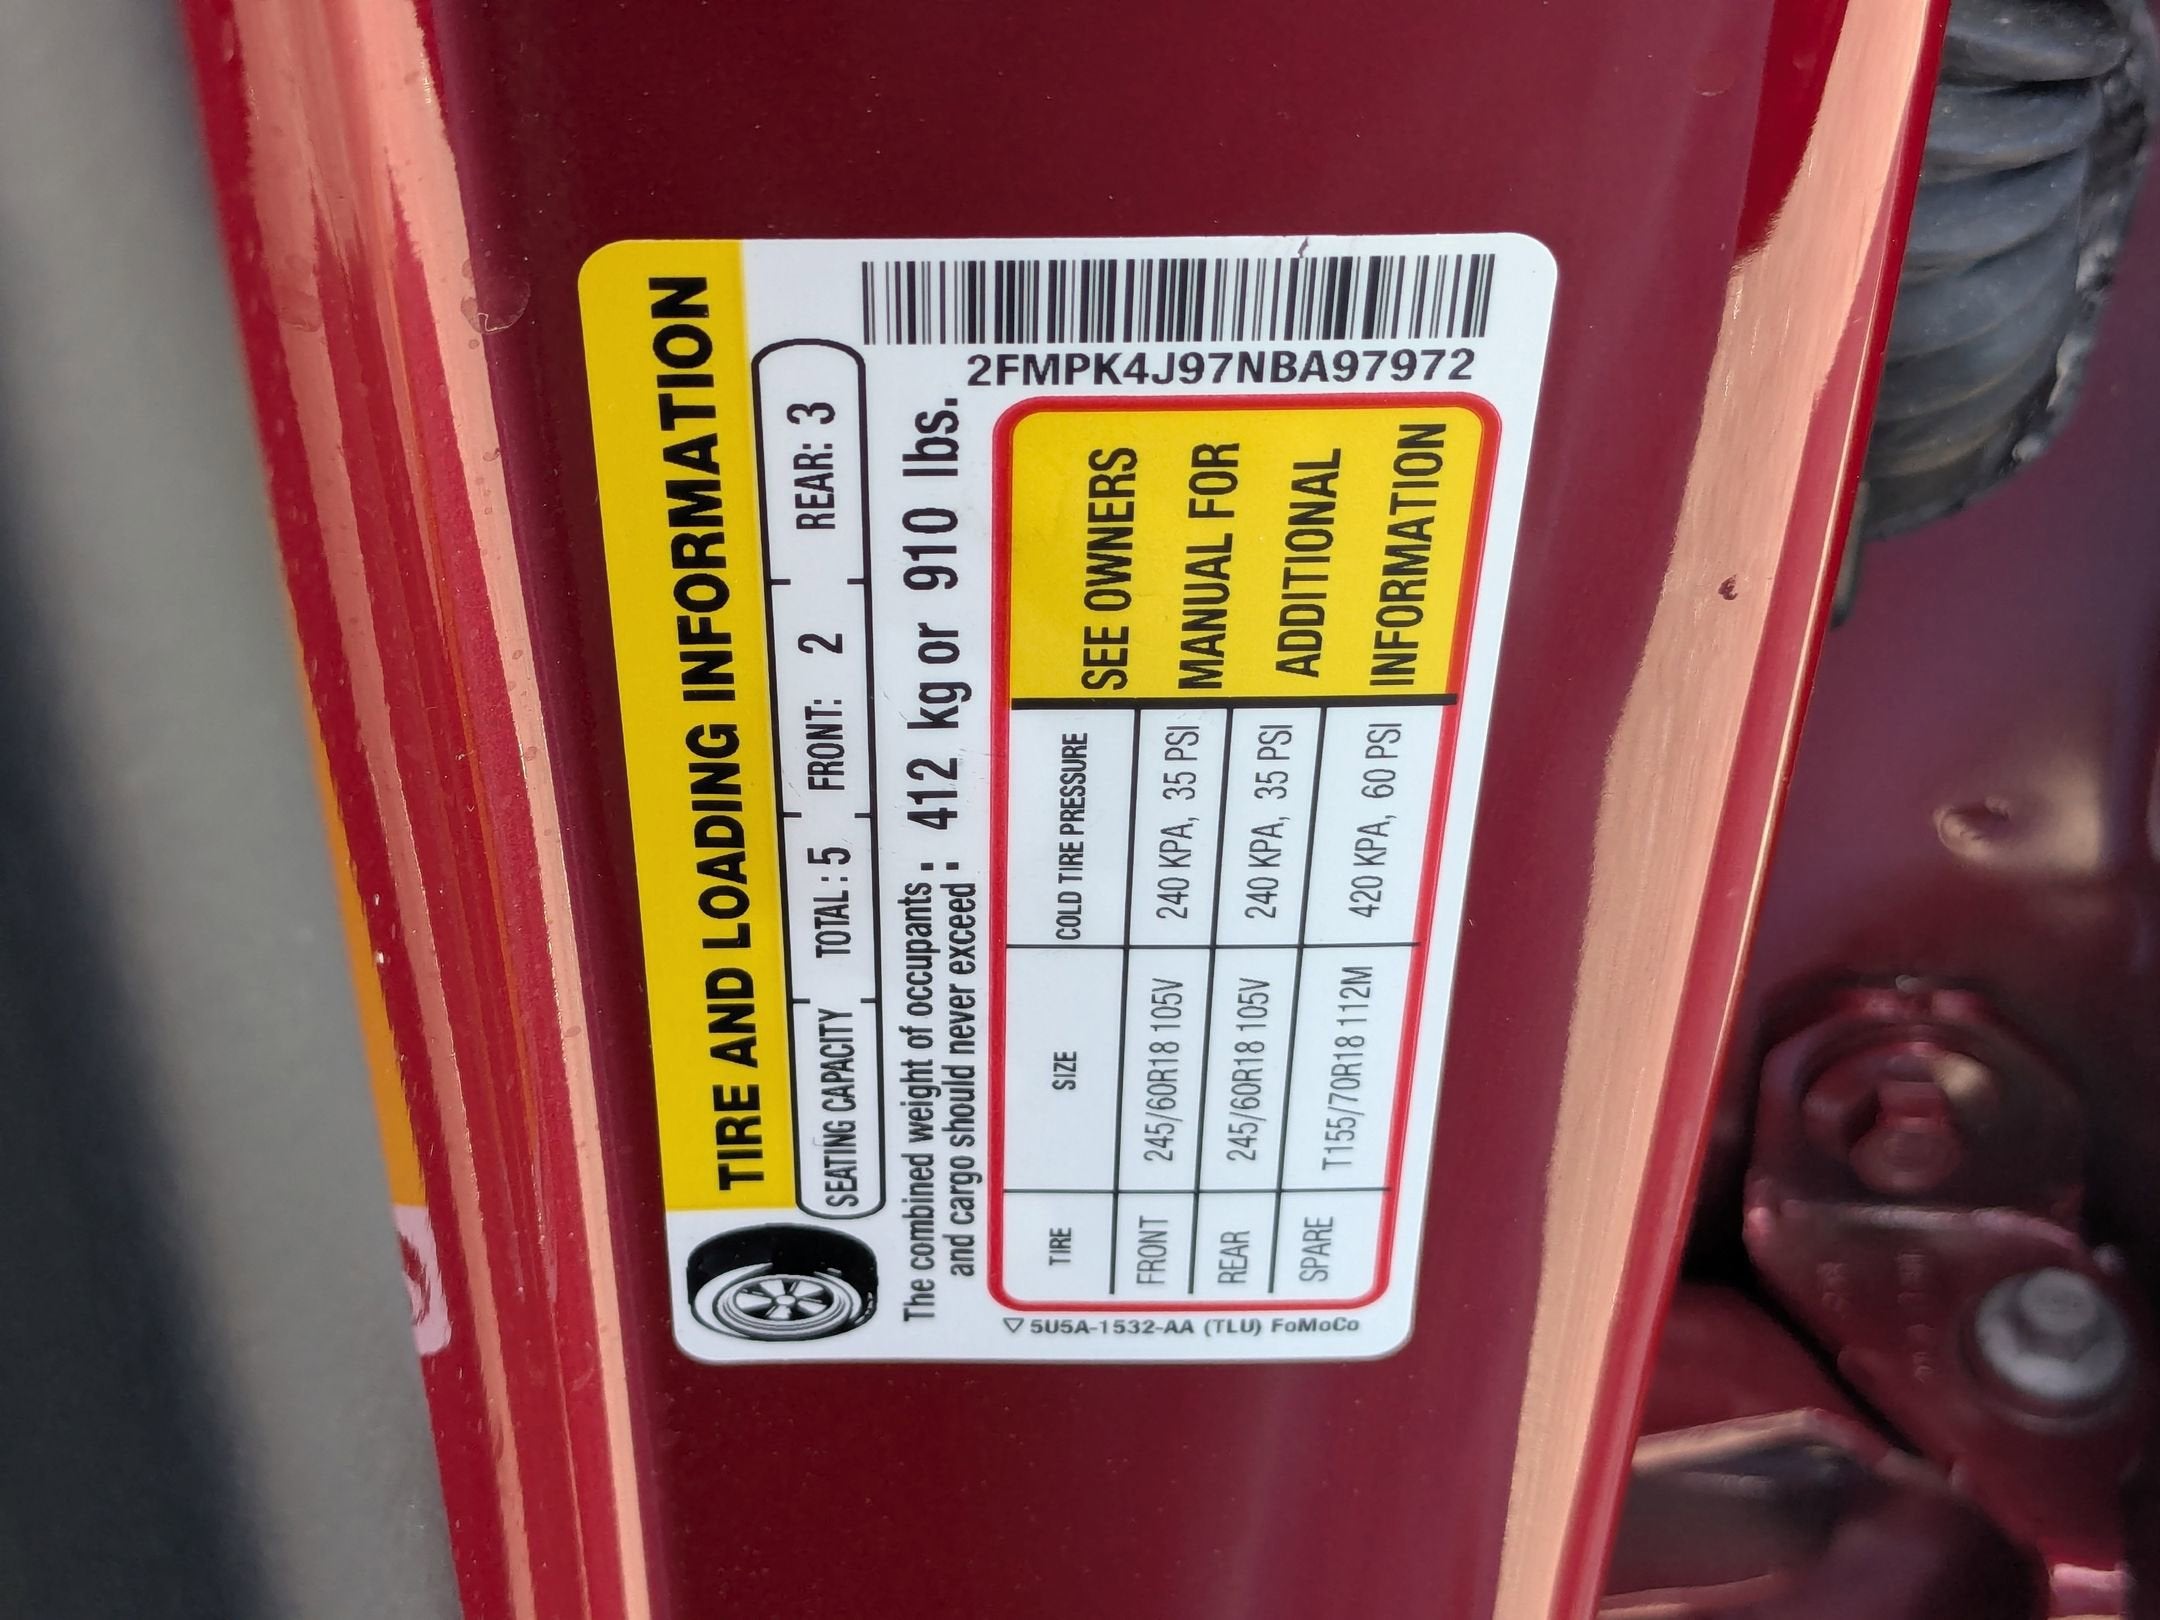 TIRE AND LOADING INFORMATION
SEATING CAPACITY TOTAL: 5 FRONT: 2 REAR: 3
The combined weight of occupants : 412 kg or 910 lbs.
and cargo should never exceed :
2FMPK4J97NBA97972
TIRE SIZE COLD TIRE PRESSURE
FRONT 245/60R18 105V 240 KPA, 35 PSI
REAR 245/60R18 105V 240 KPA, 35 PSI
SPARE T155/70R18 112M 420 KPA, 60 PSI
SEE OWNERS
MANUAL FOR
ADDITIONAL
INFORMATION
5U5A-1532-AA (TLU) FoMoCo